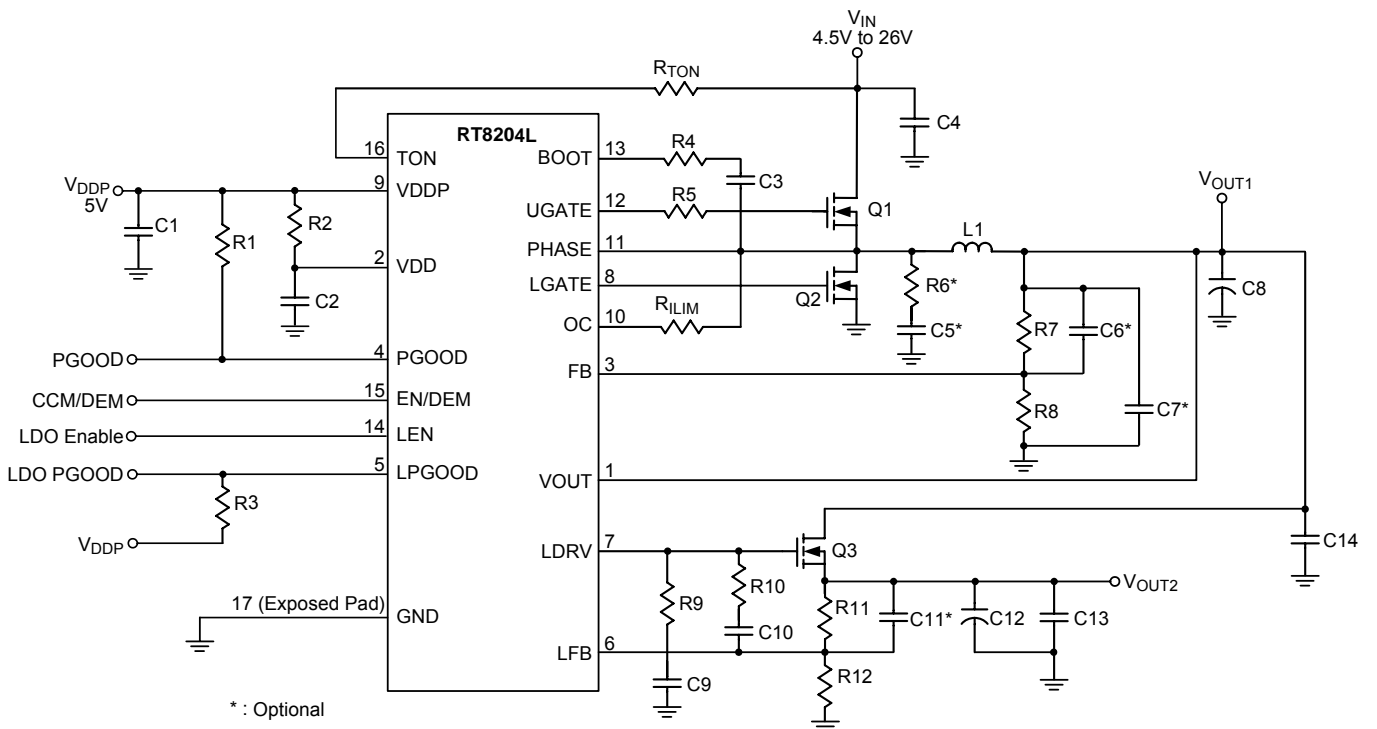 V_IN
4.5V to 26V
R_TON
RT8204L
C4
16 TON
BOOT 13
R4
C3
V_DDP
5V
9 VDDP
V_OUT1
UGATE 12
R5
Q1
C1
R1
R2
L1
PHASE 11
2 VDD
LGATE 8
Q2
R6*
C8
C2
R_ILIM
OC 10
C5*
R7
C6*
PGOOD
4 PGOOD
FB 3
CCM/DEM
15 EN/DEM
R8
C7*
LDO Enable
14 LEN
LDO PGOOD
5 LPGOOD
VOUT 1
R3
V_DDP
LDRV 7
Q3
C14
V_OUT2
R9
R10
R11
C11*
C12
C13
17 (Exposed Pad)
GND
C10
LFB 6
C9
R12
* : Optional